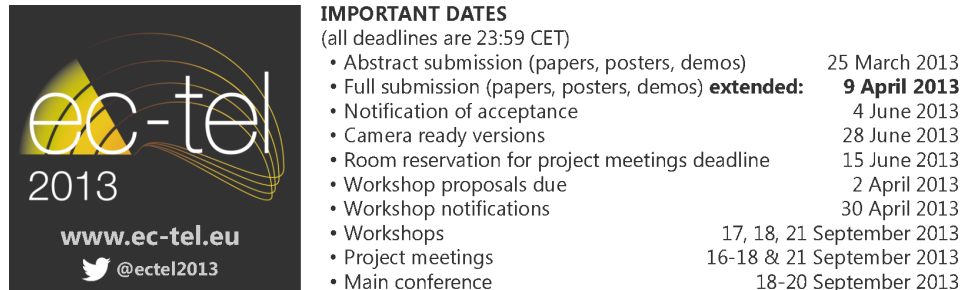 ec-tel
2013
www.ec-tel.eu
@ectel2013
IMPORTANT DATES
(all deadlines are 23:59 CET)
• Abstract submission (papers, posters, demos) 25 March 2013
• Full submission (papers, posters, demos) extended: 9 April 2013
• Notification of acceptance 4 June 2013
• Camera ready versions 28 June 2013
• Room reservation for project meetings deadline 15 June 2013
• Workshop proposals due 2 April 2013
• Workshop notifications 30 April 2013
• Workshops 17, 18, 21 September 2013
• Project meetings 16-18 & 21 September 2013
• Main conference 18-20 September 2013